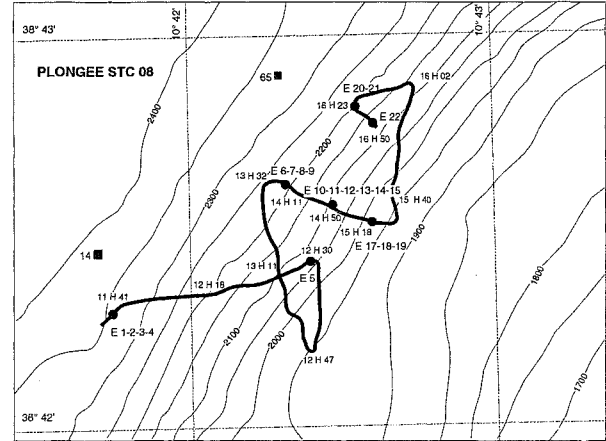 10° 42
10° 43
38° 43
PLONGEE STC 08
65
E 20-21
16 H 02
16 H 23
E 22
16 H 50
2400
2200
13 H 32
E 6-7-8-9
14 H 11
E 10-11-12-13-14-15
15 H 40
14 H 50
15 H 18
E 17-18-19
1900
2300
14
12 H 30
13 H 11
E 5
12 H 18
11 H 41
E 1-2-3-4
1800
2100
2000
12 H 47
1700
36° 42'